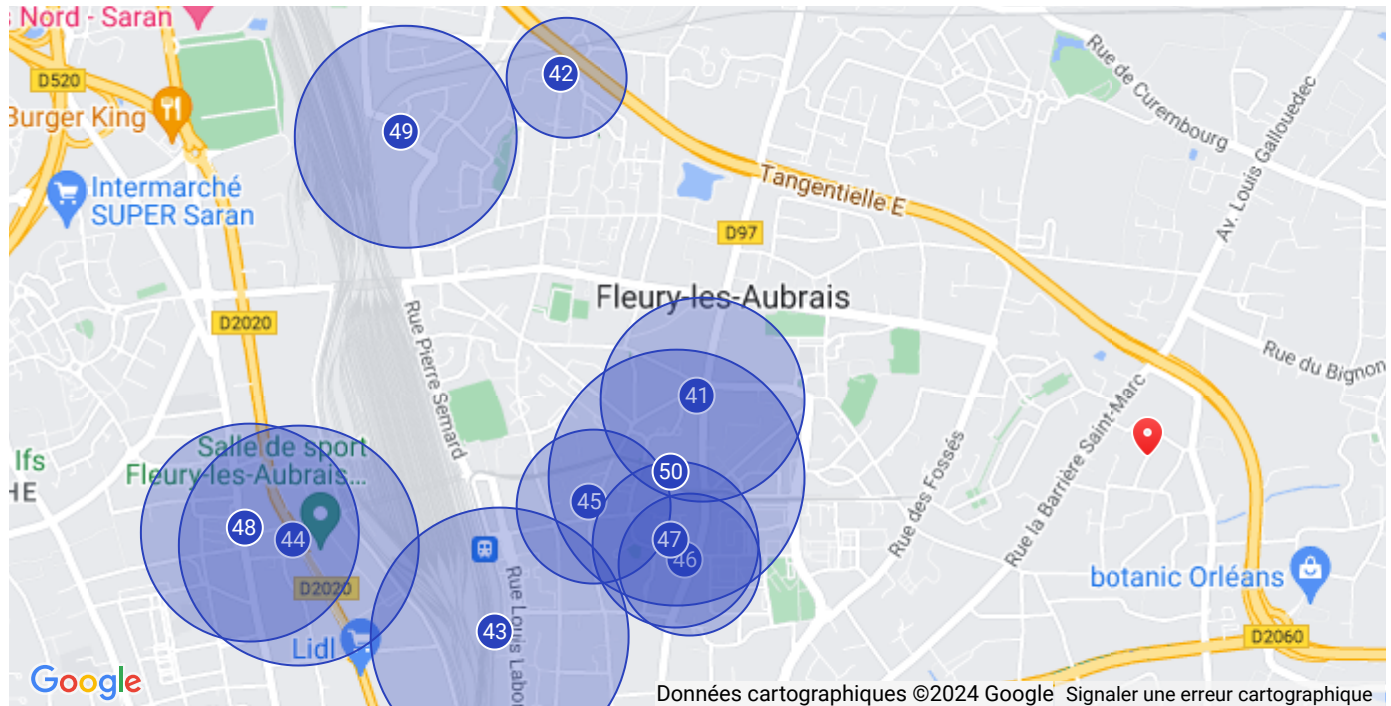 s Nord - Saran
D520
Burger King
Intermarché
SUPER Saran
42
49
Rue de Curembourg
Av. Louis Gallouedec
Tangentielle E
D97
Fleury-les-Aubrais
D2020
Rue Pierre Semard
Rue du Bignon
41
lfs
HE
Salle de sport
Fleury-les-Aubrais...
48
44
45
50
47
46
Rue des Fossés
Rue la Barrière Saint-Marc
D2020
Lidl
43
Rue Louis Labor
botanic Orléans
D2060
Google
Données cartographiques ©2024 Google
Signaler une erreur cartographique